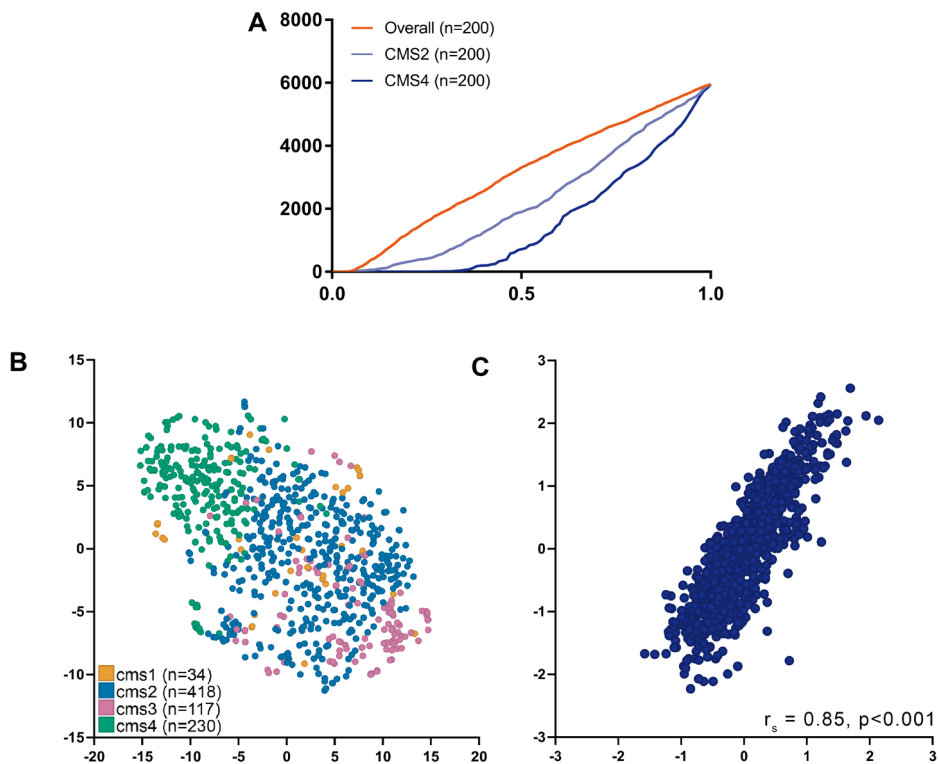 A
8000
6000
4000
2000
0
Overall (n=200)
CMS2 (n=200)
CMS4 (n=200)
0.0 0.5 1.0
B
15
10
5
0
-5
-10
-15
cms1 (n=34)
cms2 (n=418)
cms3 (n=117)
cms4 (n=230)
-20 -15 -10 -5 0 5 10 15 20
C
3
2
1
0
-1
-2
-3
rₛ = 0.85, p<0.001
-3 -2 -1 0 1 2 3